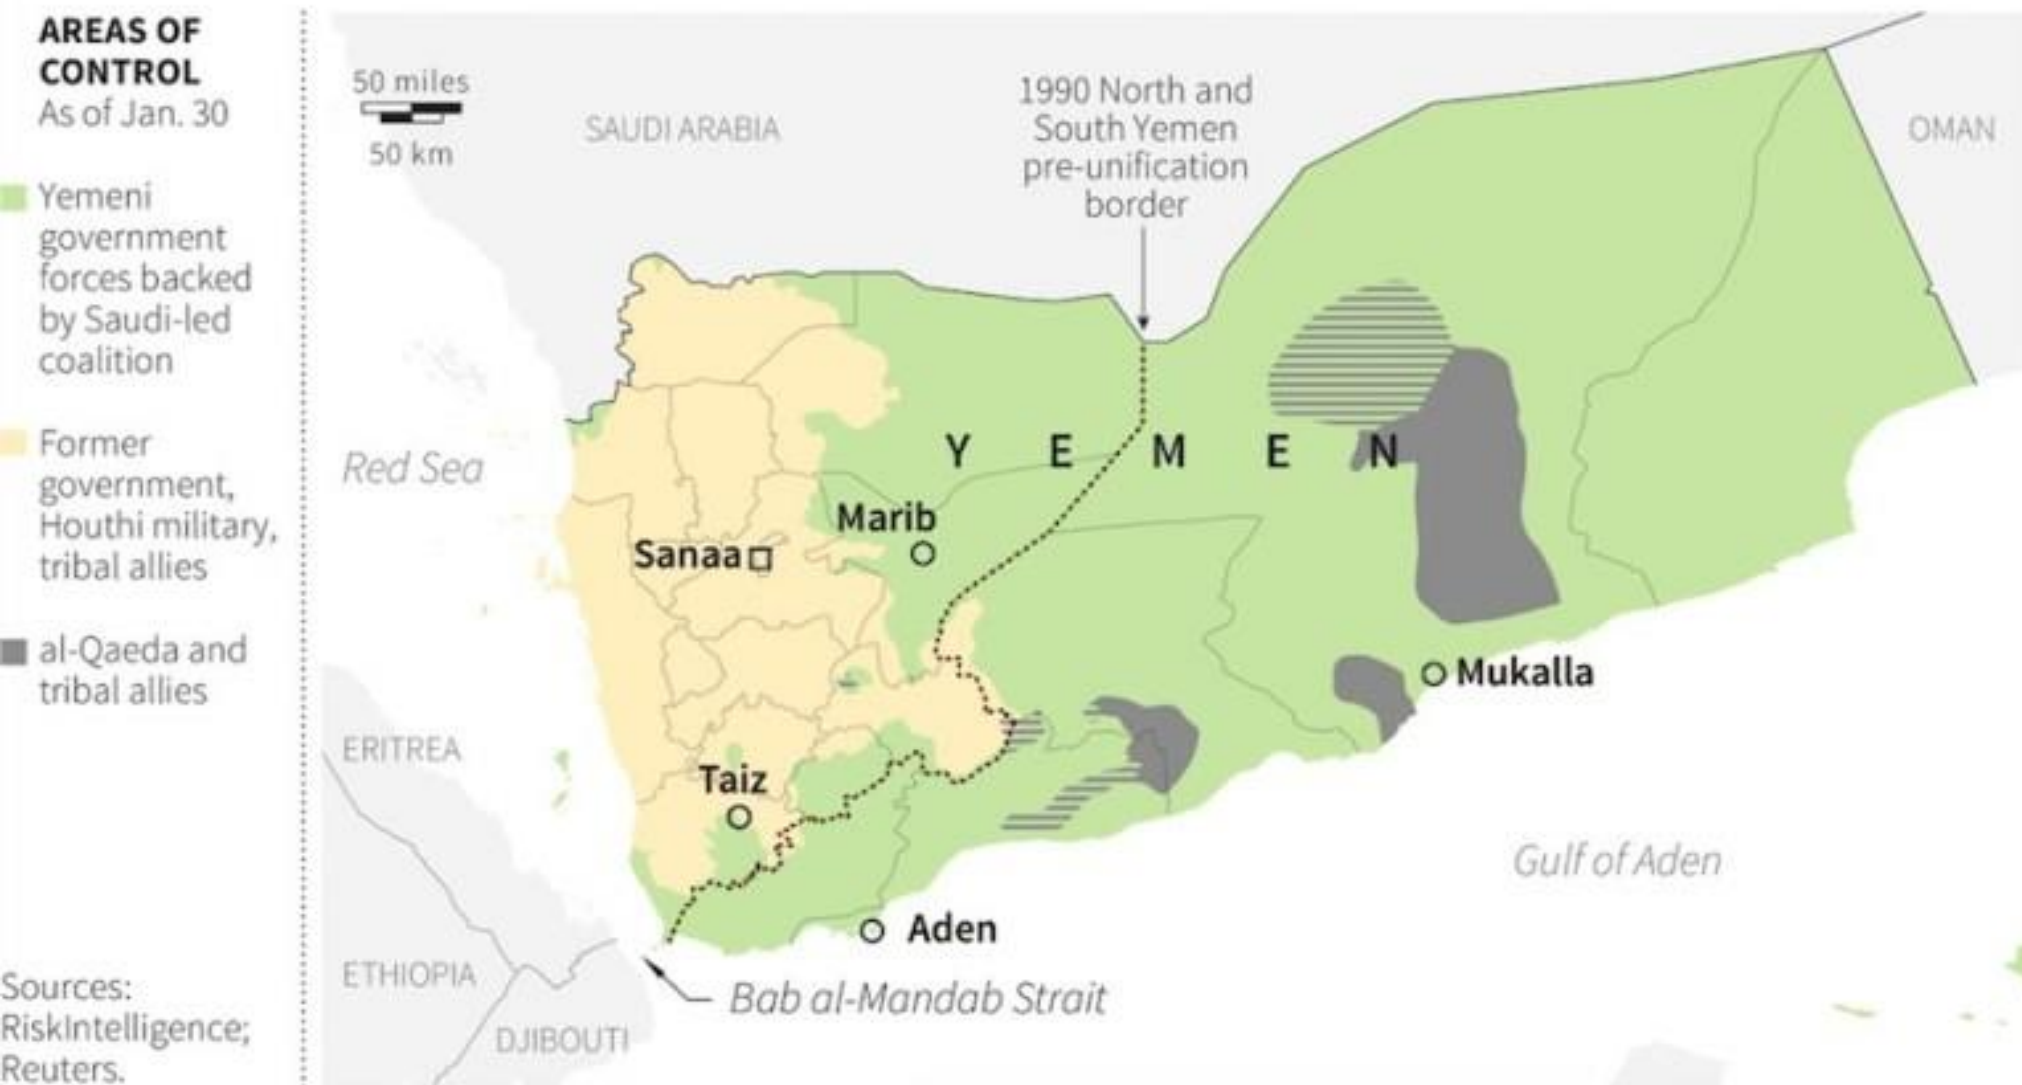 AREAS OF
CONTROL
As of Jan. 30
Yemeni
government
forces backed
by Saudi-led
coalition
Former
government,
Houthi military,
tribal allies
al-Qaeda and
tribal allies
Sources:
RiskIntelligence;
Reuters.
50 miles
50 km
SAUDI ARABIA
1990 North and
South Yemen
pre-unification
border
OMAN
Red Sea
YEMEN
Marib
Sanaa
Mukalla
ERITREA
Taiz
Gulf of Aden
Aden
ETHIOPIA
Bab al-Mandab Strait
DJIBOUTI